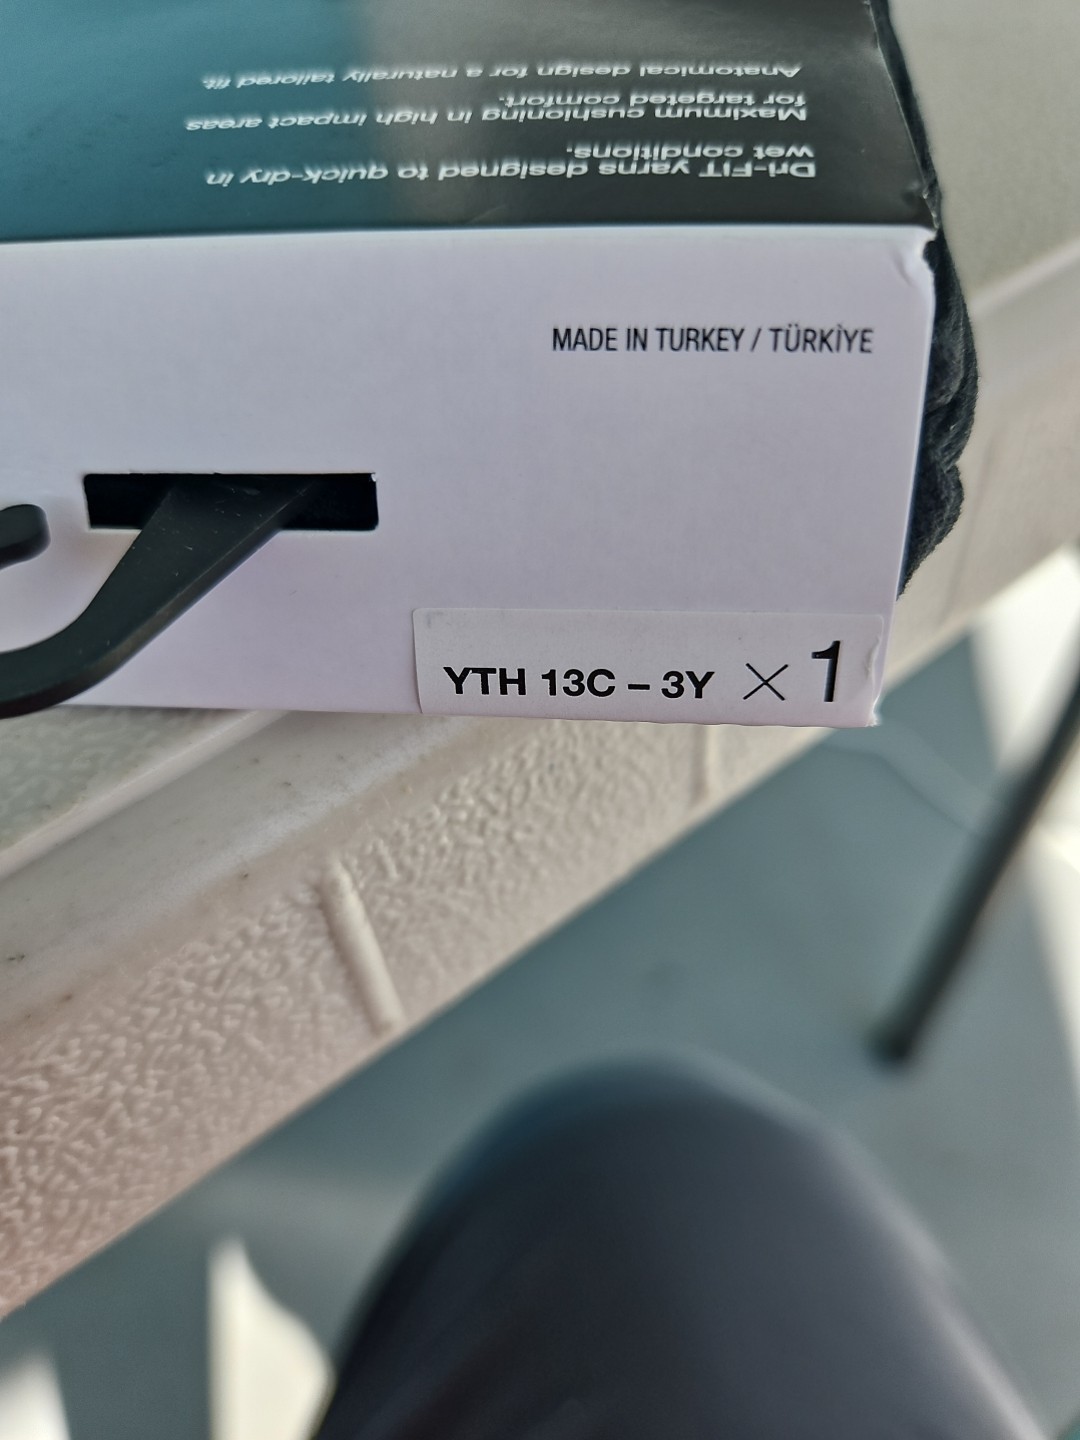 Dri-FIT yarns designed to quick-dry in
wet conditions.
Maximum cushioning in high impact areas
for targeted comfort.
Anatomical design for a naturally tailored fit.
MADE IN TURKEY / TÜRKİYE
YTH 13C – 3Y × 1